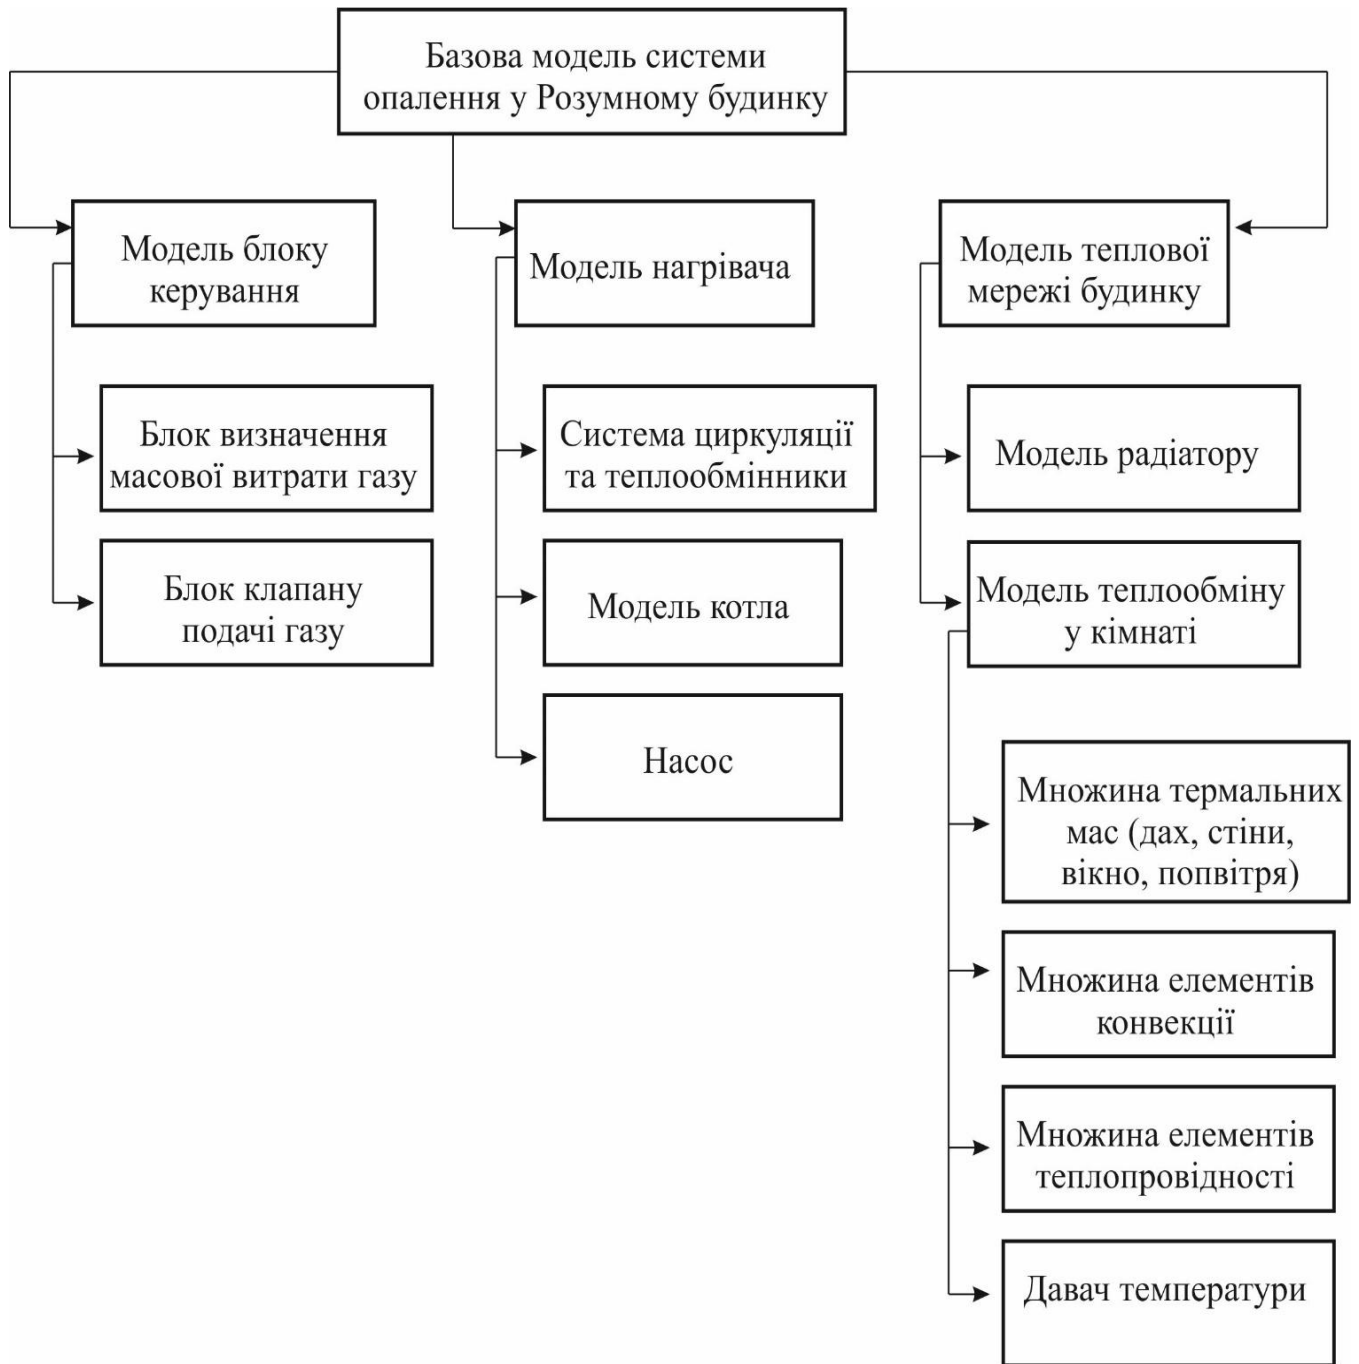 Базова модель системи
опалення у Розумному будинку
Модель блоку
керування
Блок визначення
масової витрати газу
Блок клапану
подачі газу
Модель нагрівача
Система циркуляції
та теплообмінники
Модель котла
Насос
Модель теплової
мережі будинку
Модель радіатору
Модель теплообміну
у кімнаті
Множина термальних
мас (дах, стіни,
вікно, попвітря)
Множина елементів
конвекції
Множина елементів
теплопровідності
Давач температури